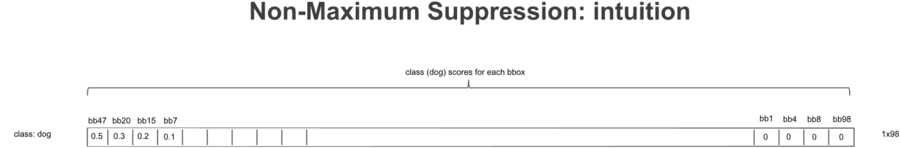 Non-Maximum Suppression: intuition
class (dog) scores for each bbox
bb47 bb20 bb15 bb7 bb1 bb4 bb8 bb98
class: dog 0.5 0.3 0.2 0.1 0 0 0 0 1x98